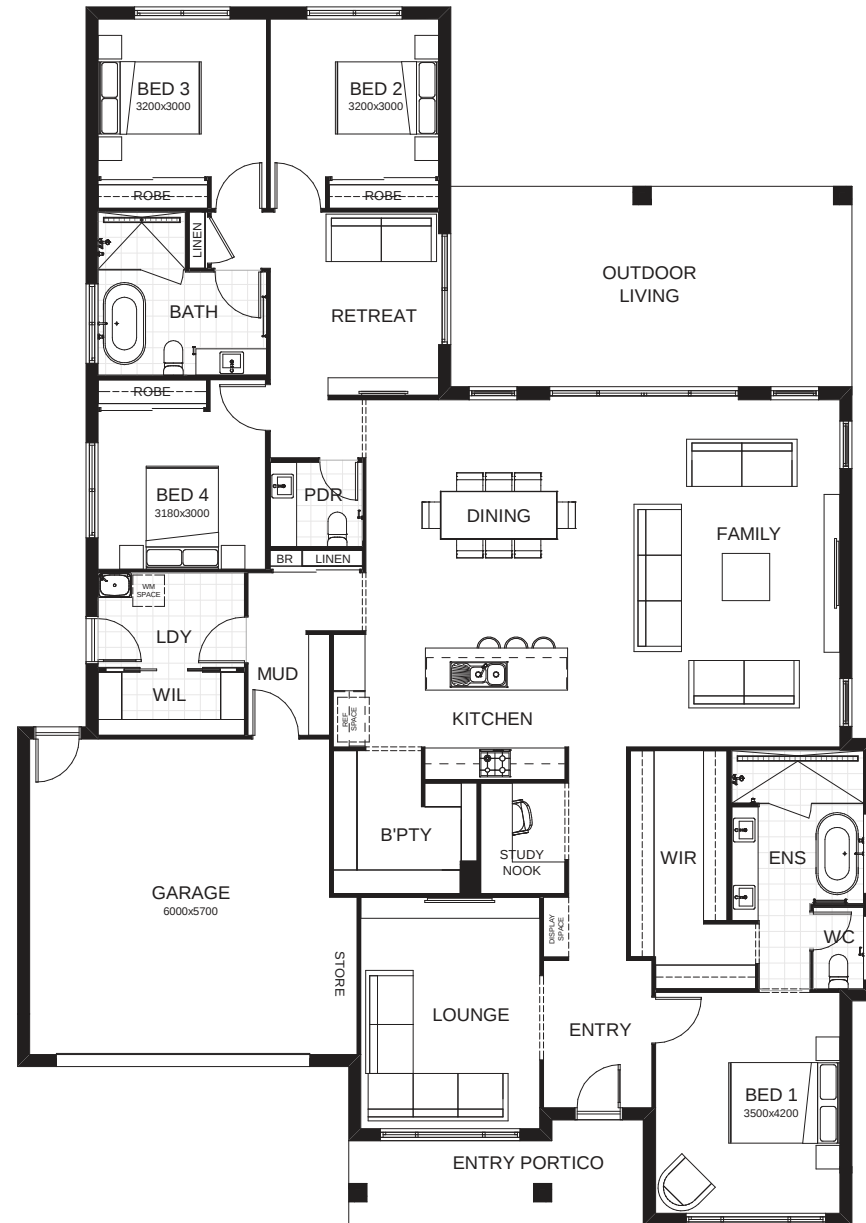 BED 3
3200x3000
BED 2
3200x3000
ROBE
ROBE
LINEN
OUTDOOR
LIVING
BATH
RETREAT
ROBE
BED 4
3180x3000
PDR
DINING
FAMILY
BR
LINEN
WM
SPACE
LDY
MUD
WIL
REF
SPACE
KITCHEN
B'PTY
STUDY
NOOK
WIR
ENS
GARAGE
6000x5700
STORE
DISPLAY
SPACE
WC
LOUNGE
ENTRY
BED 1
3500x4200
ENTRY PORTICO